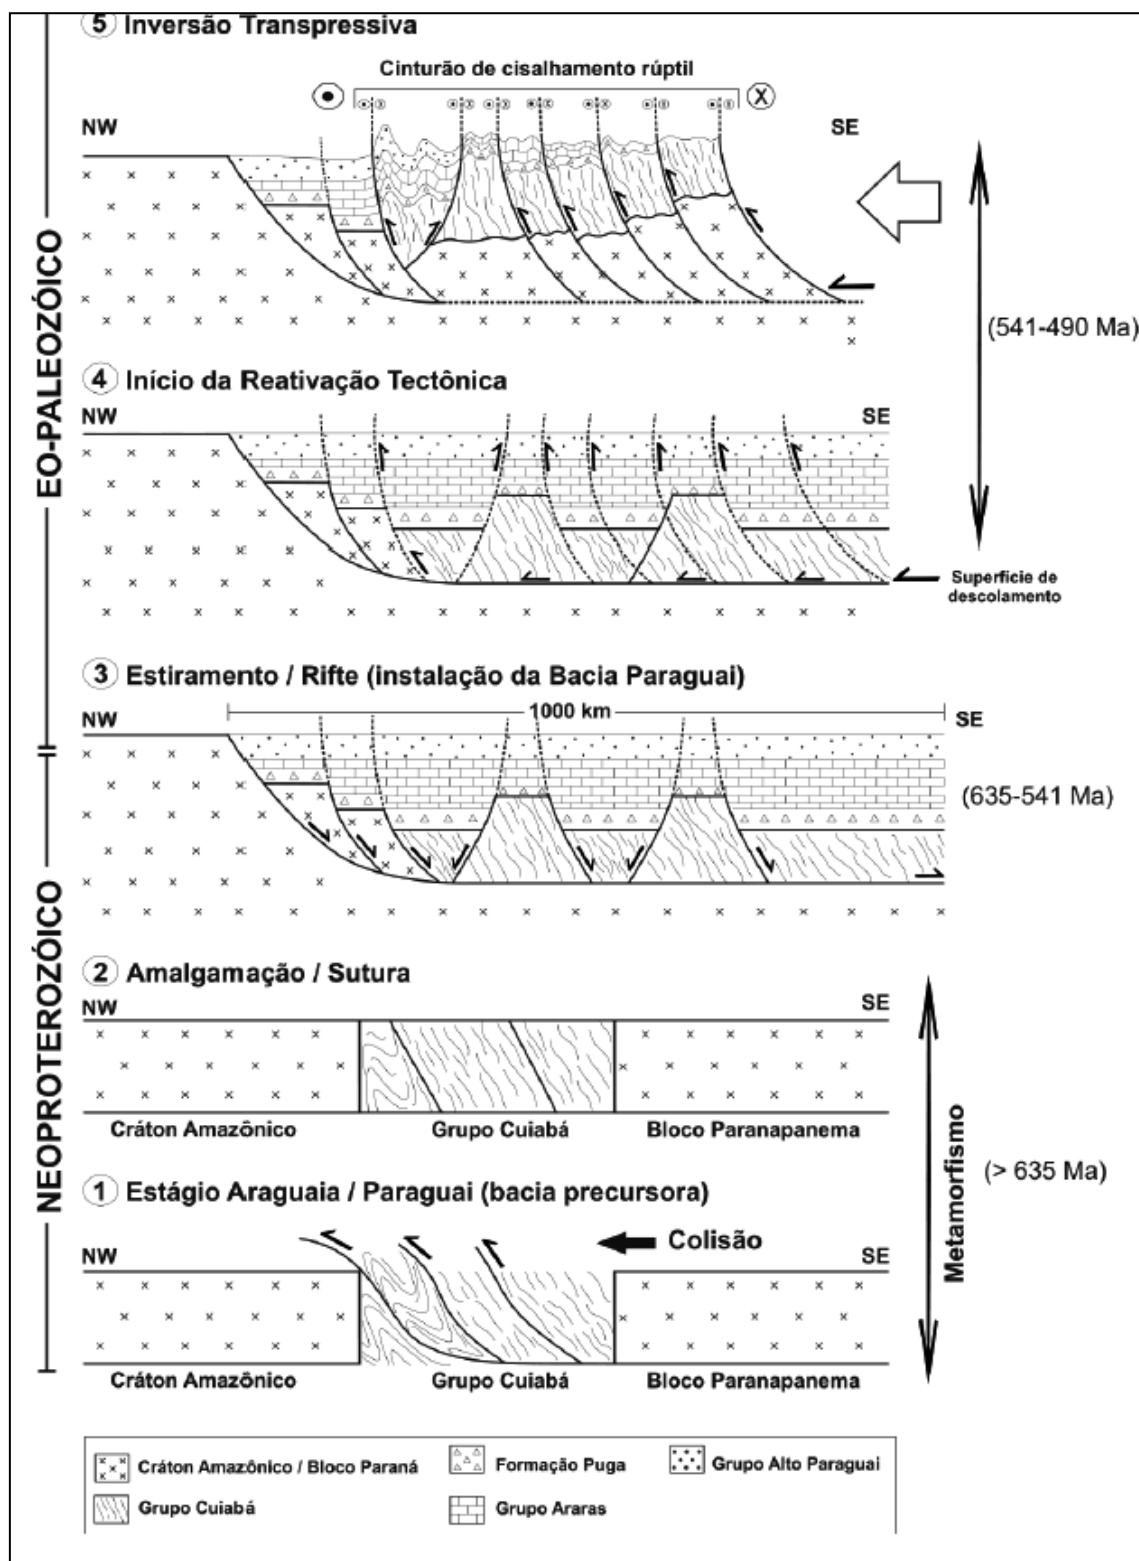 5 Inversão Transpressiva
Cinturão de cisalhamento rúptil
X
NW
SE
(541-490 Ma)
4 Início da Reativação Tectônica
NW
SE
Superfície de
descolamento
EO-PALEOZÓICO
3 Estiramento / Rifte (instalação da Bacia Paraguai)
1000 km
NW
SE
(635-541 Ma)
2 Amalgamação / Sutura
NW
SE
Cráton Amazônico
Grupo Cuiabá
Bloco Paranapanema
NEOPROTEROZÓICO
Metamorfismo
(> 635 Ma)
1 Estágio Araguaia / Paraguai (bacia precursora)
Colisão
NW
SE
Cráton Amazônico
Grupo Cuiabá
Bloco Paranapanema
Cráton Amazônico / Bloco Paraná
Formação Puga
Grupo Alto Paraguai
Grupo Cuiabá
Grupo Araras